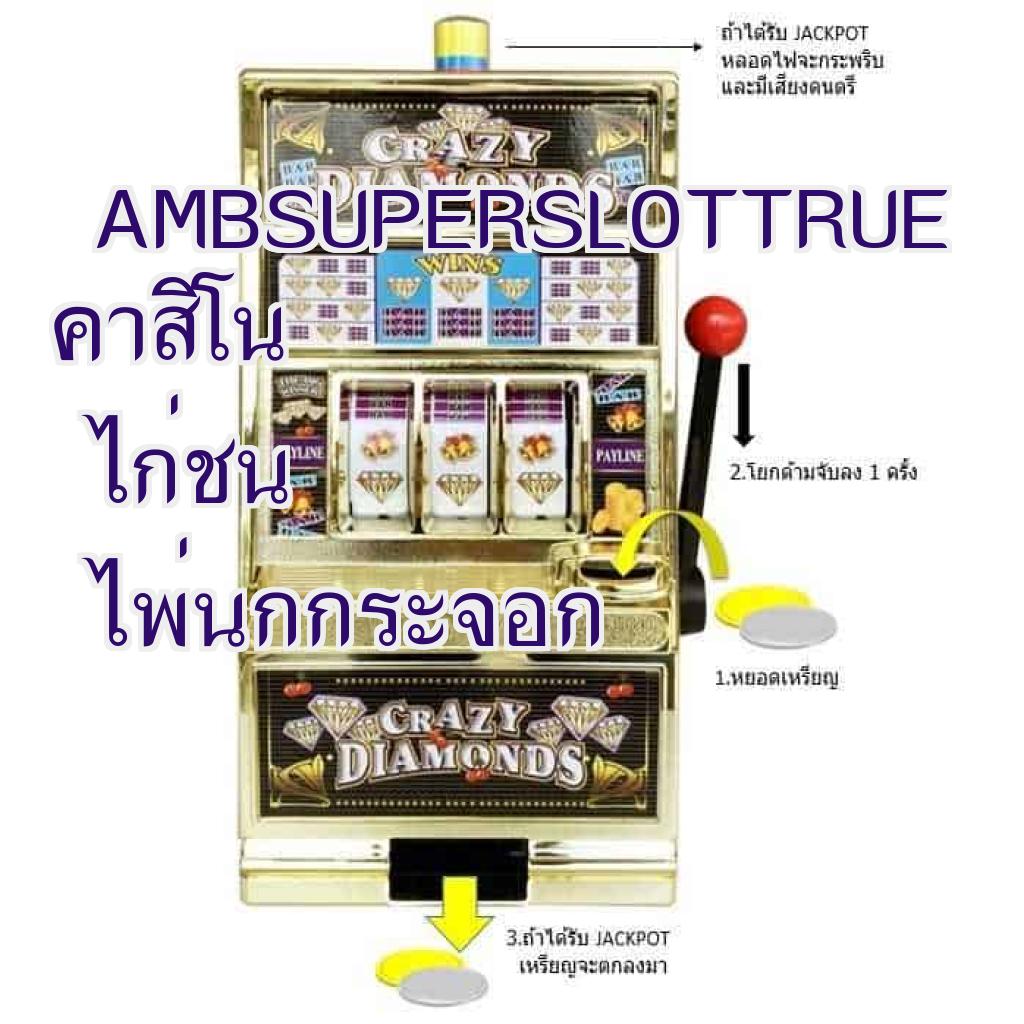 ถ้าได้รับ JACKPOT
หลอดไฟจะกระพริบ
และมีเสียงดนตรี
CRAZY
DIAMONDS
AMBSUPERSLOTTRUE
WINS
คาสิโน
ไก่ชน
PAYLINE
2.โยกด้ามจับลง 1 ครั้ง
ไพ่นกกระจอก
1.หยอดเหรียญ
CRAZY
DIAMONDS
3.ถ้าได้รับ JACKPOT
เหรียญจะตกลงมา